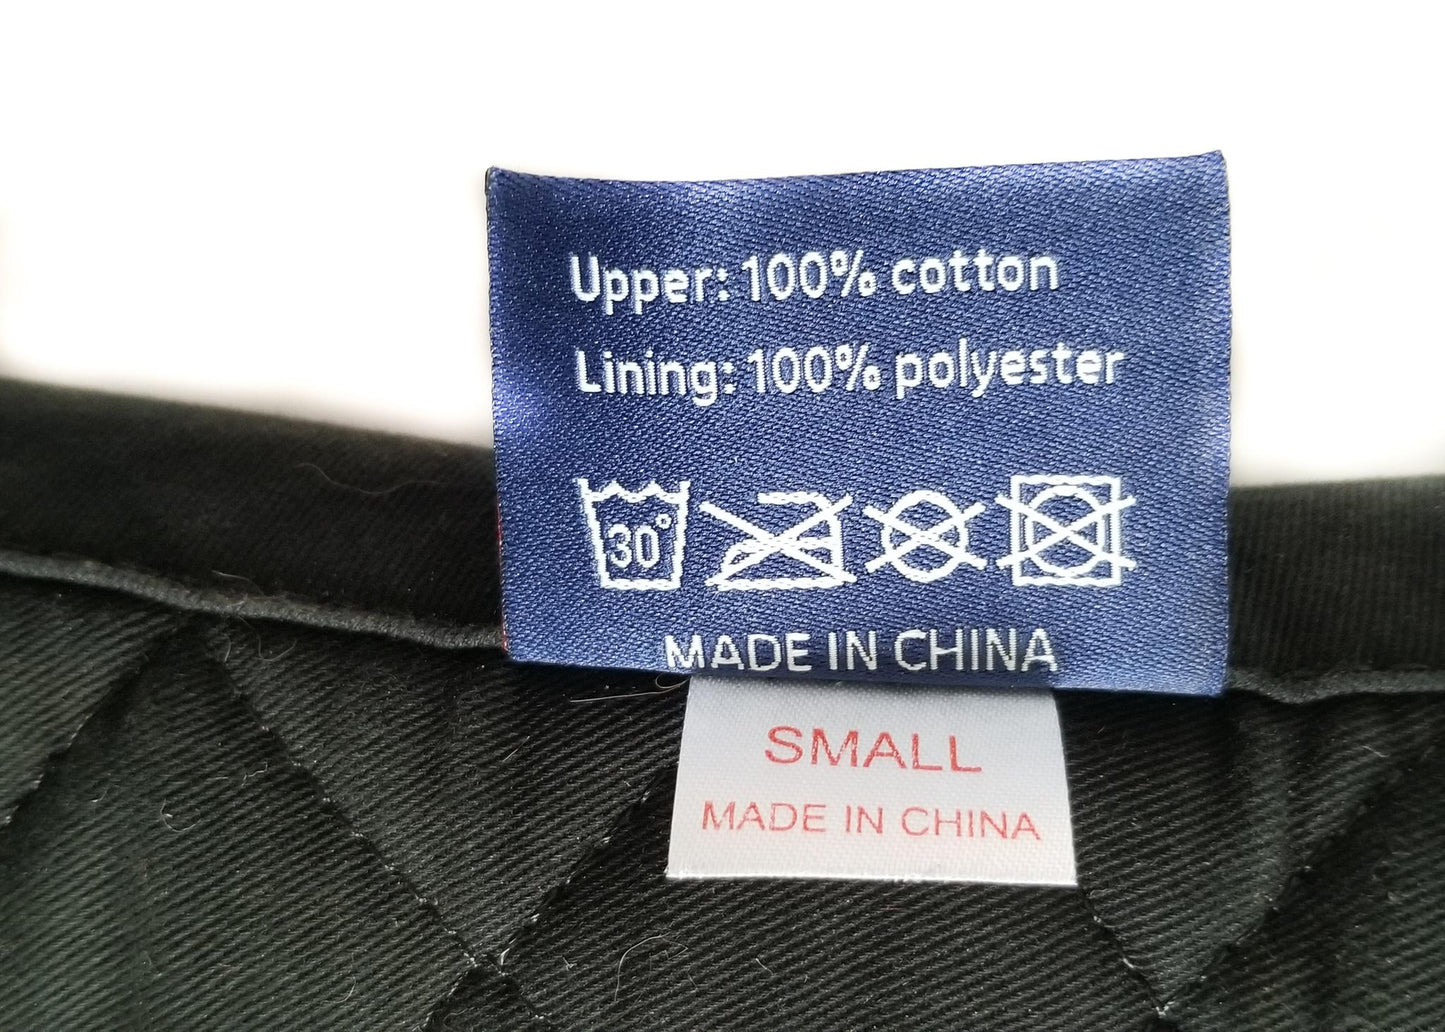 Upper: 100% cotton
Lining: 100% polyester
30°
MADE IN CHINA
SMALL
MADE IN CHINA